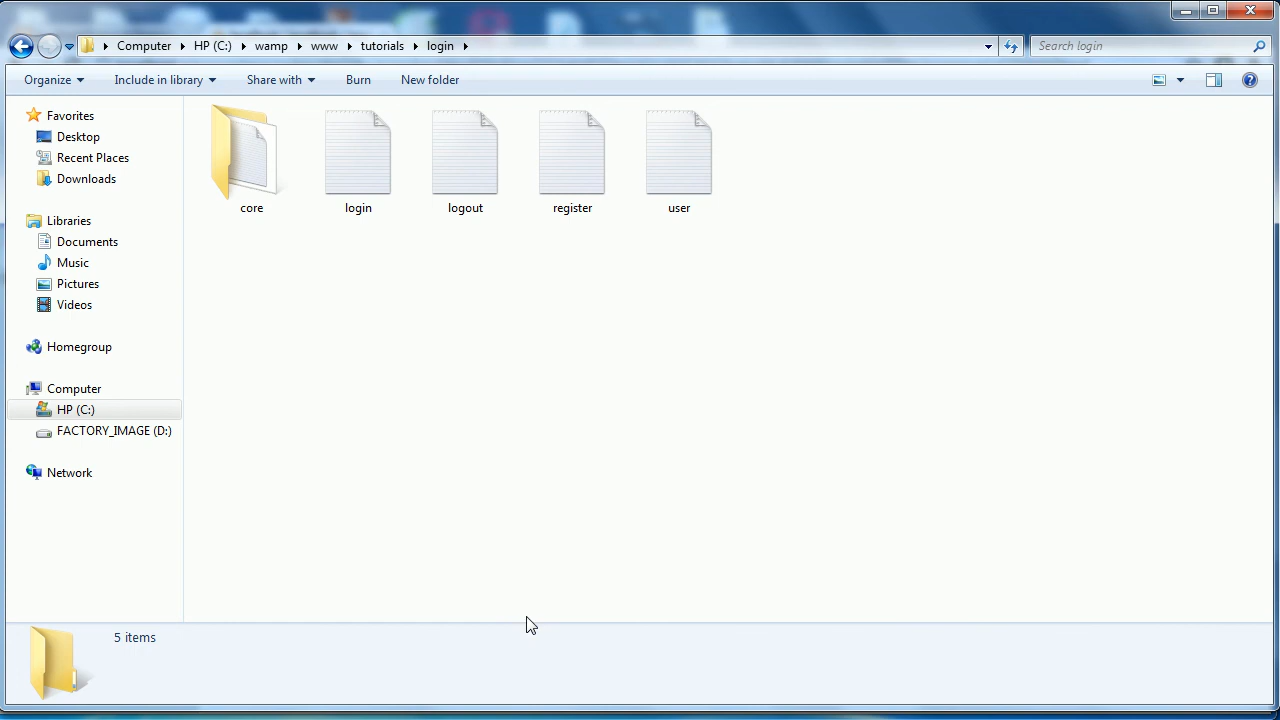 Computer HP (C:) wamp www tutorials login
Search login
Organize Include in library Share with Burn New folder
Favorites
Desktop
Recent Places
Downloads
Libraries
Documents
Music
Pictures
Videos
Homegroup
Computer
HP (C:)
FACTORY_IMAGE (D:)
Network
core login logout register user
5 items